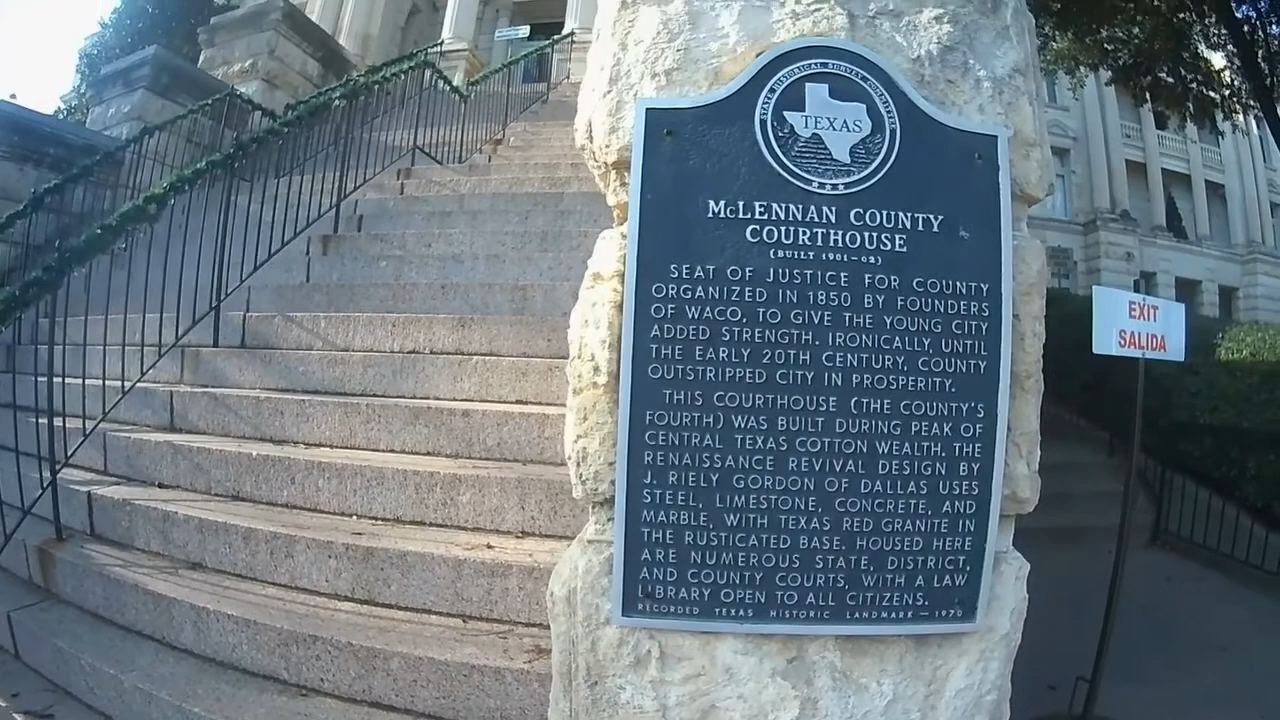 STATE HISTORICAL SURVEY COMMITTEE
TEXAS
McLENNAN COUNTY
COURTHOUSE
(BUILT 1901-02)
SEAT OF JUSTICE FOR COUNTY
ORGANIZED IN 1850 BY FOUNDERS
OF WACO, TO GIVE THE YOUNG CITY
ADDED STRENGTH. IRONICALLY, UNTIL
THE EARLY 20TH CENTURY, COUNTY
OUTSTRIPPED CITY IN PROSPERITY.
THIS COURTHOUSE (THE COUNTY'S
FOURTH) WAS BUILT DURING PEAK OF
CENTRAL TEXAS COTTON WEALTH. THE
RENAISSANCE REVIVAL DESIGN BY
J. RIELY GORDON OF DALLAS USES
STEEL, LIMESTONE, CONCRETE, AND
MARBLE, WITH TEXAS RED GRANITE IN
THE RUSTICATED BASE. HOUSED HERE
ARE NUMEROUS STATE, DISTRICT,
AND COUNTY COURTS, WITH A LAW
LIBRARY OPEN TO ALL CITIZENS.
RECORDED TEXAS HISTORIC LANDMARK — 1970
EXIT
SALIDA